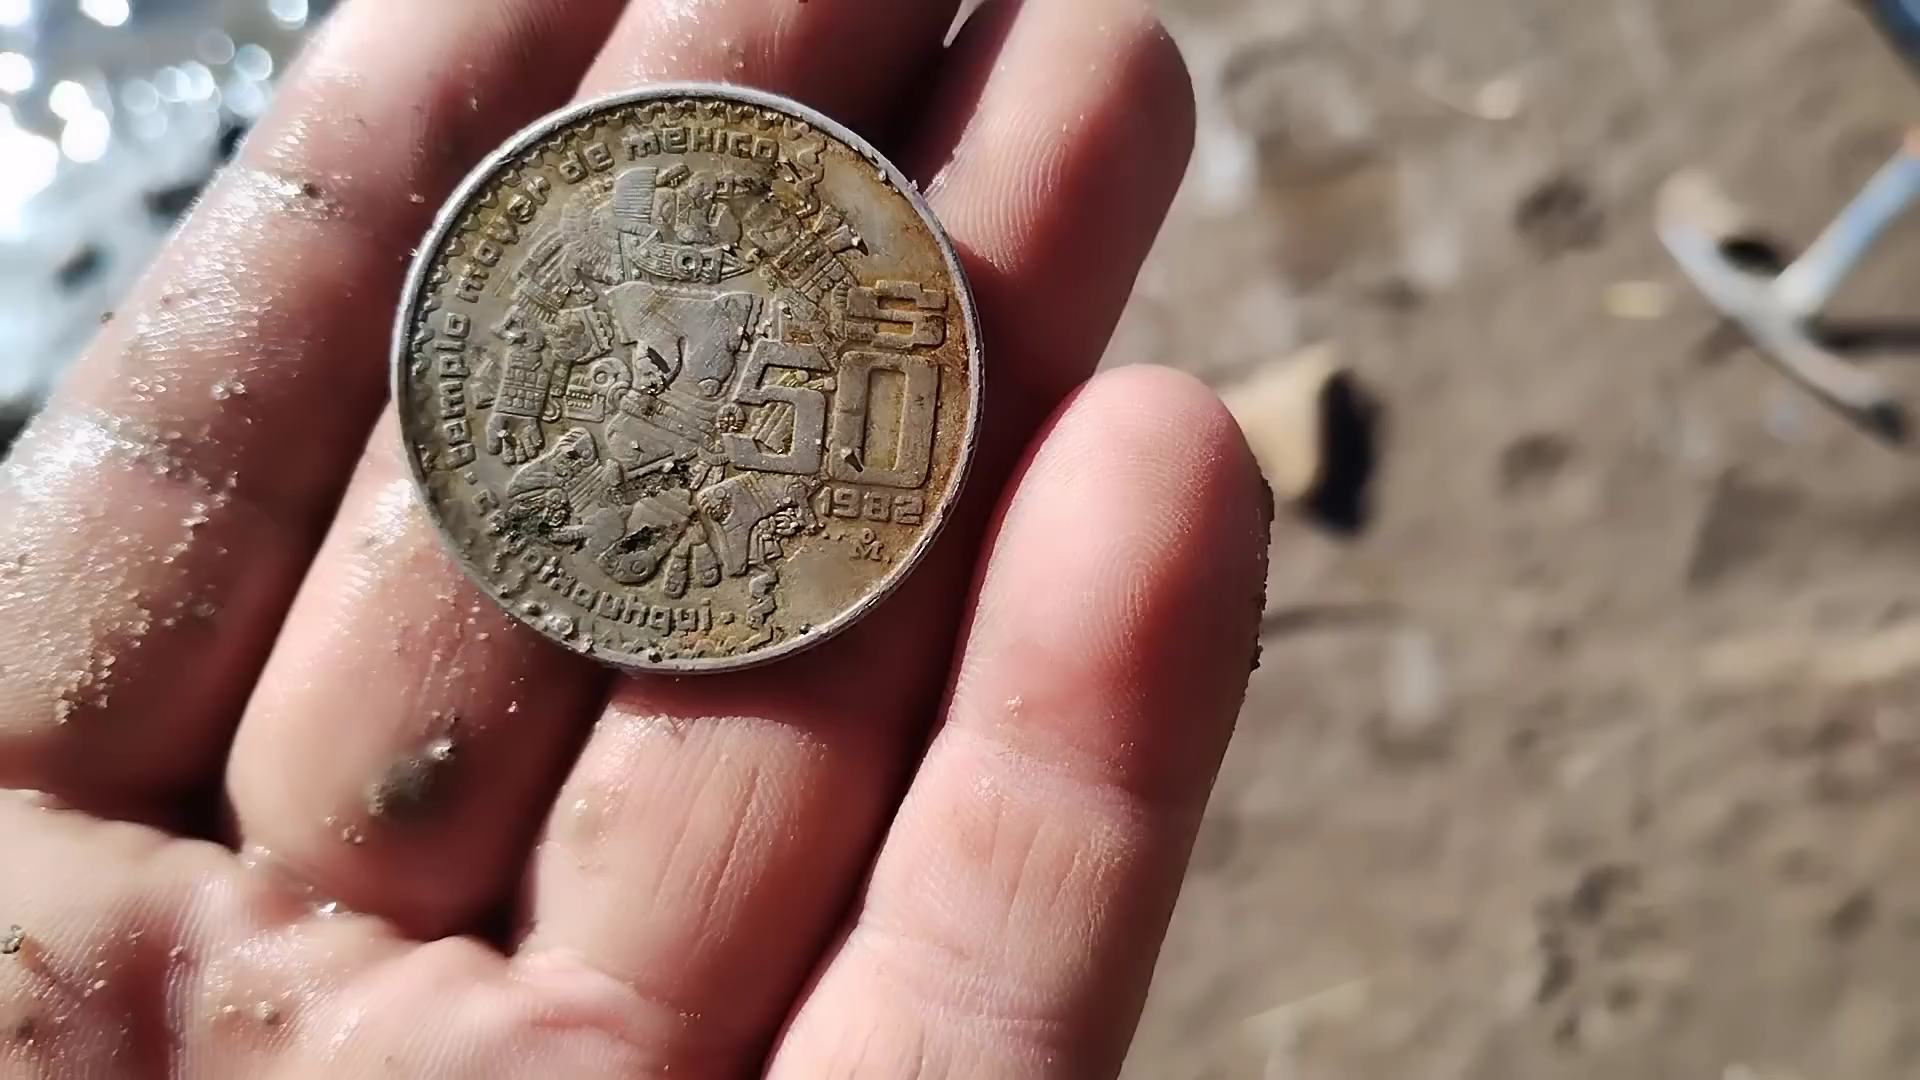 templo mayor de mexico
· coyolxauhqui ·
$
50
1982
Mo